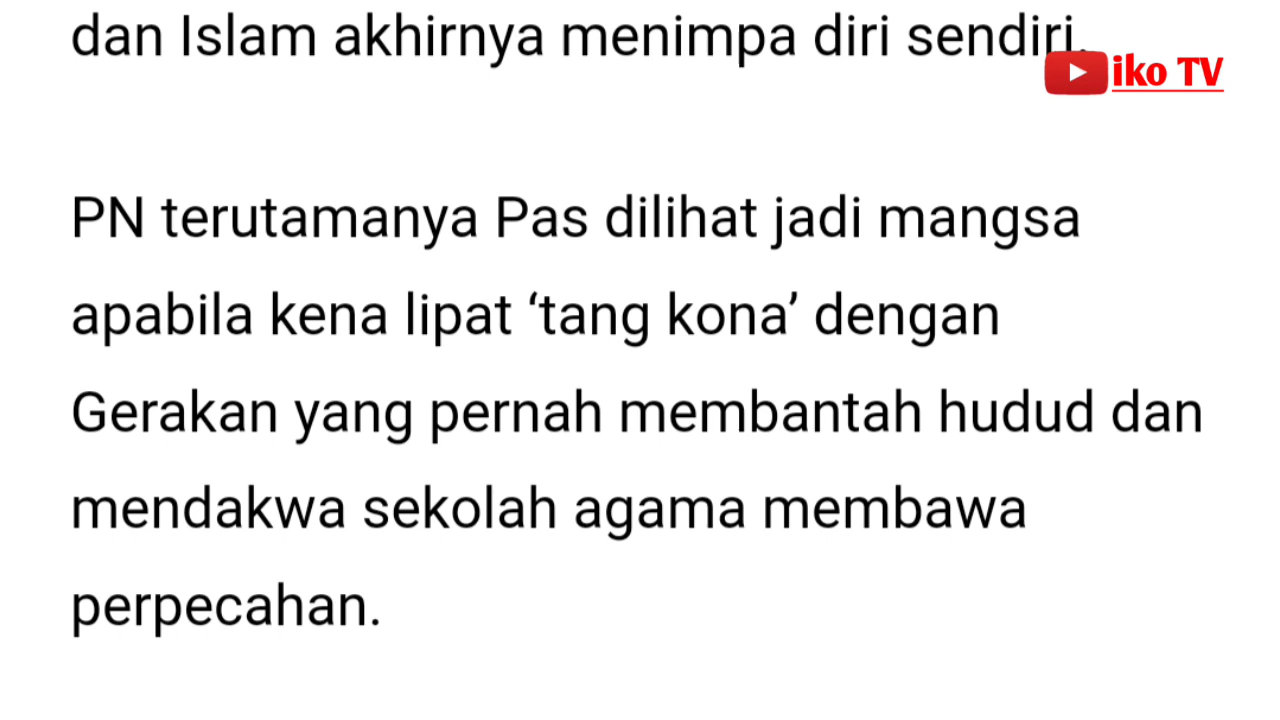 dan Islam akhirnya menimpa diri sendiri.
iko TV
PN terutamanya Pas dilihat jadi mangsa
apabila kena lipat ‘tang kona’ dengan
Gerakan yang pernah membantah hudud dan
mendakwa sekolah agama membawa
perpecahan.